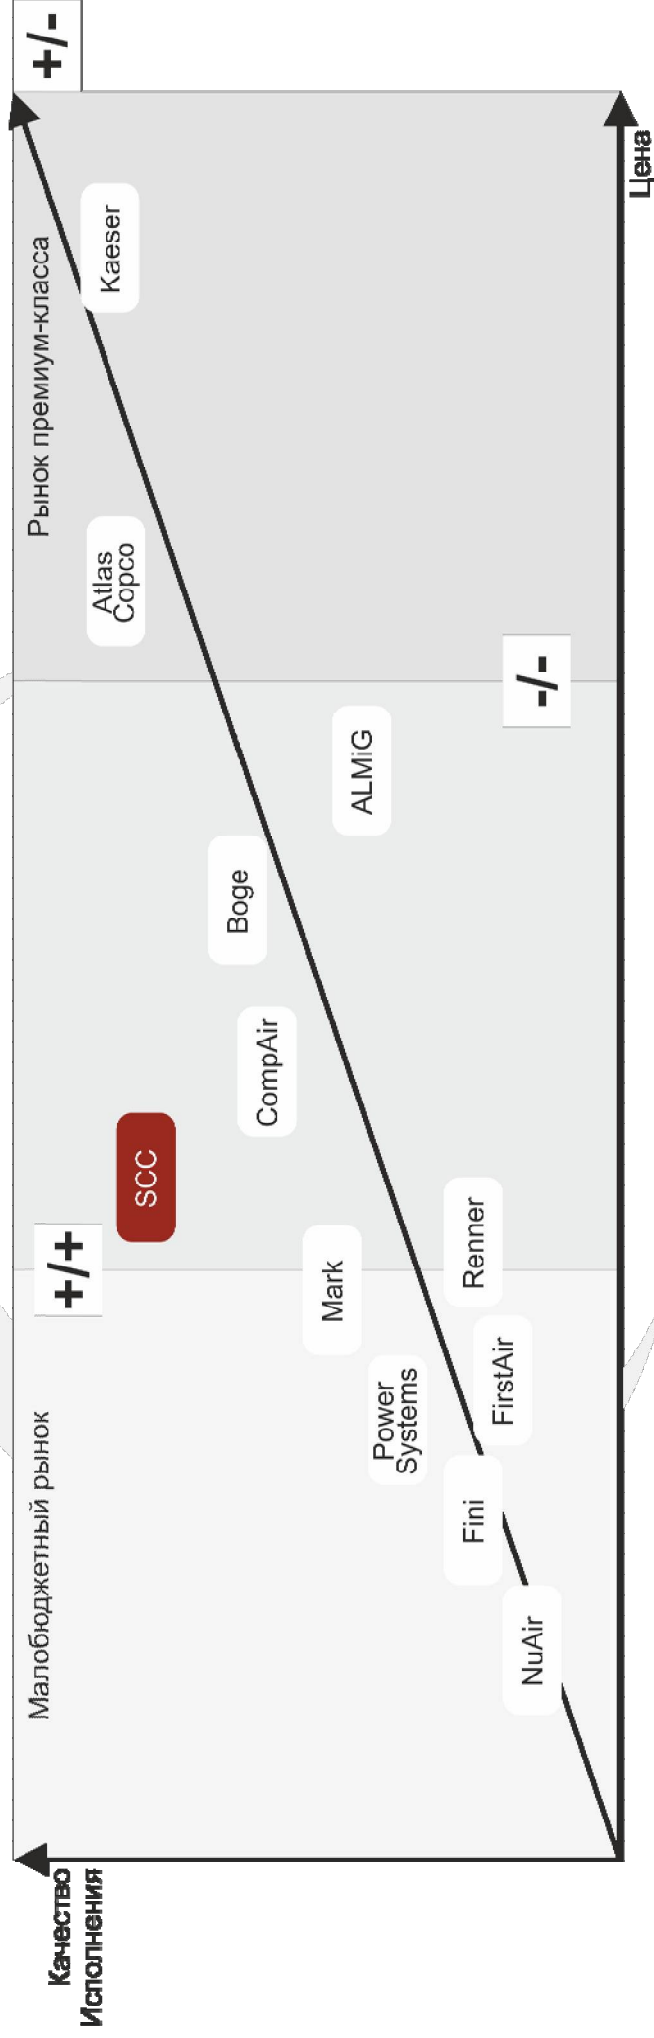 Качество
Исполнения
Малобюджетный рынок
+/+
Рынок премиум-класса
+/-
SCC
Atlas
Copco
Kaeser
Boge
CompAir
Mark
ALMiG
Power
Systems
Fini
Renner
FirstAir
NuAir
-/-
Цена